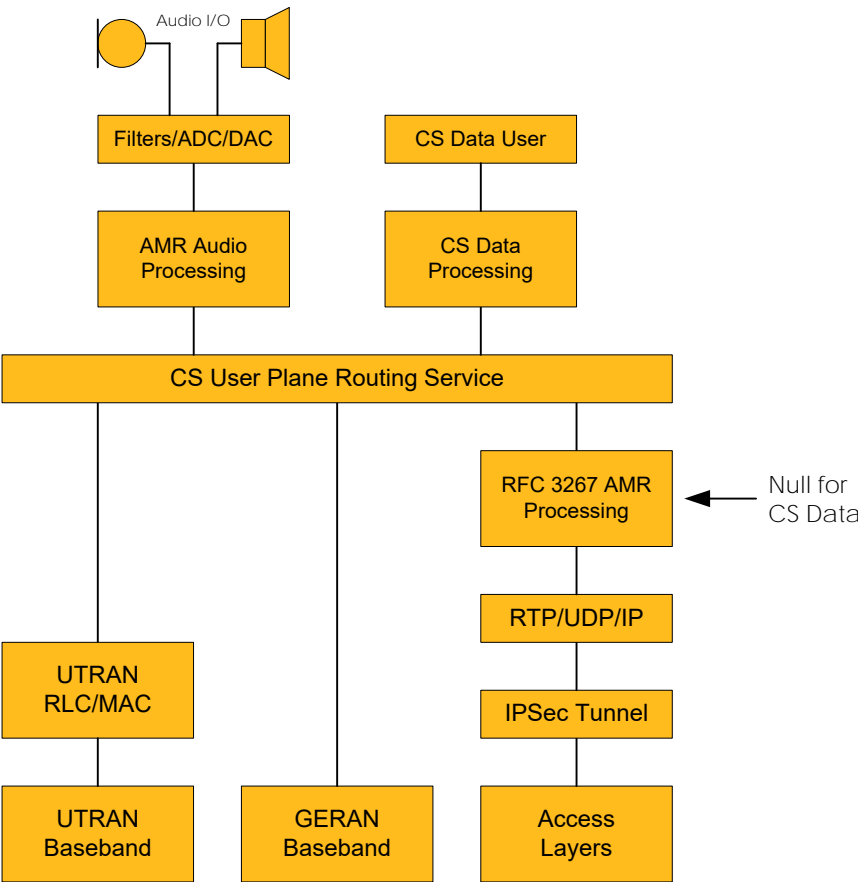 Audio I/O
Filters/ADC/DAC
CS Data User
AMR Audio
Processing
CS Data
Processing
CS User Plane Routing Service
RFC 3267 AMR
Processing
Null for
CS Data
RTP/UDP/IP
UTRAN
RLC/MAC
IPSec Tunnel
UTRAN
Baseband
GERAN
Baseband
Access
Layers